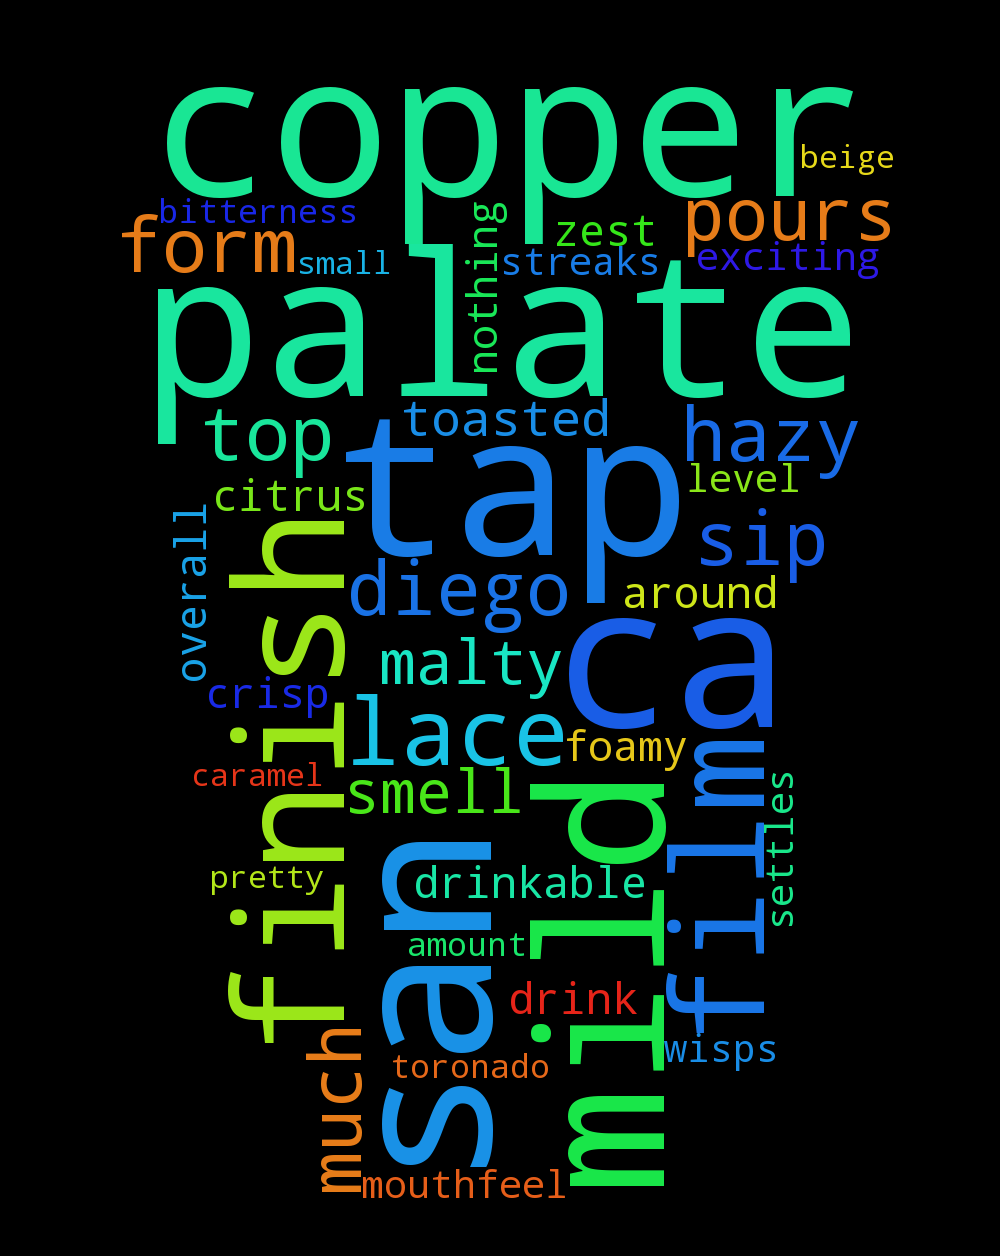 copper
beige
bitterness
form
small
nothing
zest
streaks
pours
exciting
palate
top
toasted
hazy
tap
level
citrus
sip
overall
finish
diego
around
ca
malty
crisp
lace
foamy
caramel
smell
film
settles
mild
pretty
san
drinkable
amount
drink
wisps
much
toronado
mouthfeel